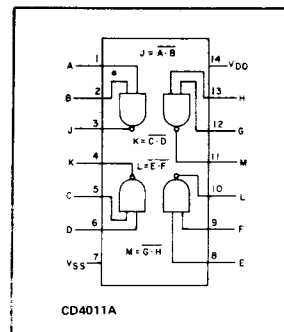 J = A·B
A 1
14 VDD
B 2
13 H
12 G
J 3
K = C·D
11 M
K 4
L = E·F
10 L
C 5
D 6
9 F
M = G·H
8 E
VSS 7
CD4011A